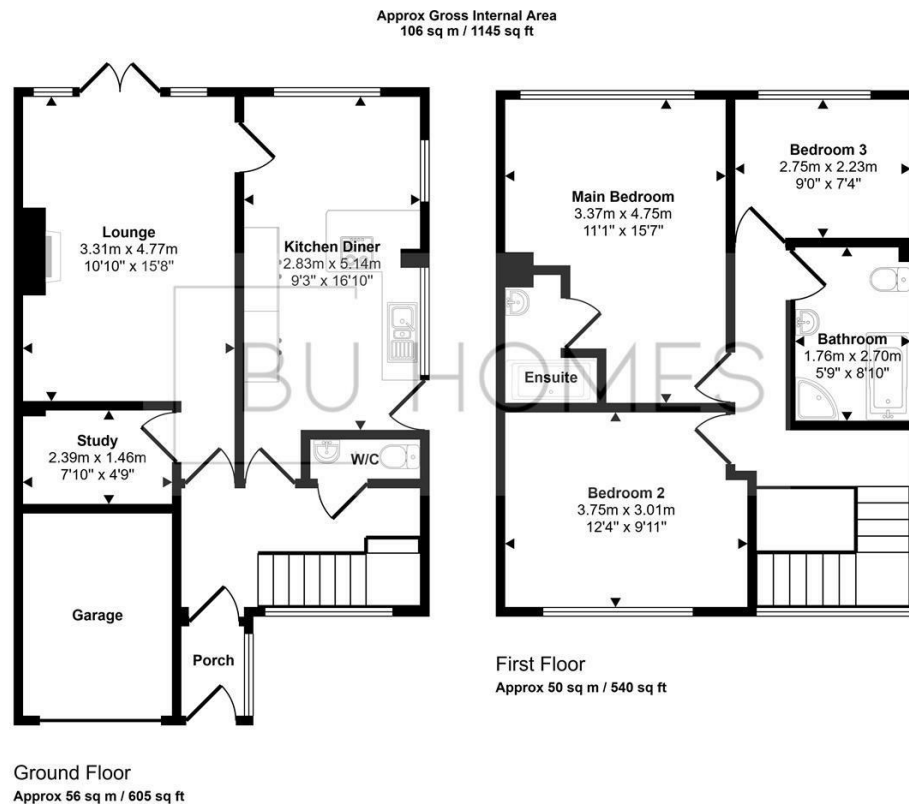 Approx Gross Internal Area
106 sq m / 1145 sq ft
Lounge
3.31m x 4.77m
10'10" x 15'8"
Kitchen Diner
2.83m x 5.14m
9'3" x 16'10"
Study
2.39m x 1.46m
7'10" x 4'9"
W/C
Garage
Porch
Ground Floor
Approx 56 sq m / 605 sq ft
Main Bedroom
3.37m x 4.75m
11'1" x 15'7"
Bedroom 3
2.75m x 2.23m
9'0" x 7'4"
Ensuite
Bathroom
1.76m x 2.70m
5'9" x 8'10"
Bedroom 2
3.75m x 3.01m
12'4" x 9'11"
First Floor
Approx 50 sq m / 540 sq ft
BU HOMES